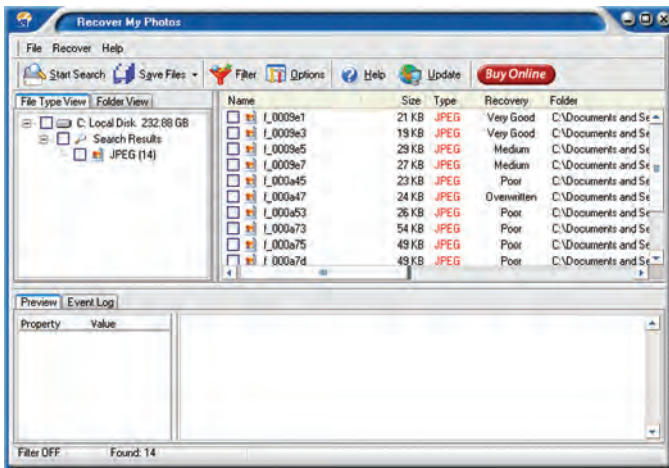 Recover My Photos
File Recover Help
Start Search Save Files Filter Options Help Update Buy Online
File Type View Folder View
C: Local Disk 232.88 GB
Search Results
JPEG (14)
Name Size Type Recovery Folder
f_0009e1 21 KB JPEG Very Good C:\Documents and Se
f_0009e3 19 KB JPEG Very Good C:\Documents and Se
f_0009e5 29 KB JPEG Medium C:\Documents and Se
f_0009e7 27 KB JPEG Medium C:\Documents and Se
f_000a45 23 KB JPEG Poor C:\Documents and Se
f_000a47 24 KB JPEG Overwritten C:\Documents and Se
f_000a53 26 KB JPEG Poor C:\Documents and Se
f_000a73 54 KB JPEG Poor C:\Documents and Se
f_000a75 49 KB JPEG Poor C:\Documents and Se
f_000a7d 49 KB JPEG Poor C:\Documents and Se
Preview Event Log
Property Value
Filter OFF Found: 14